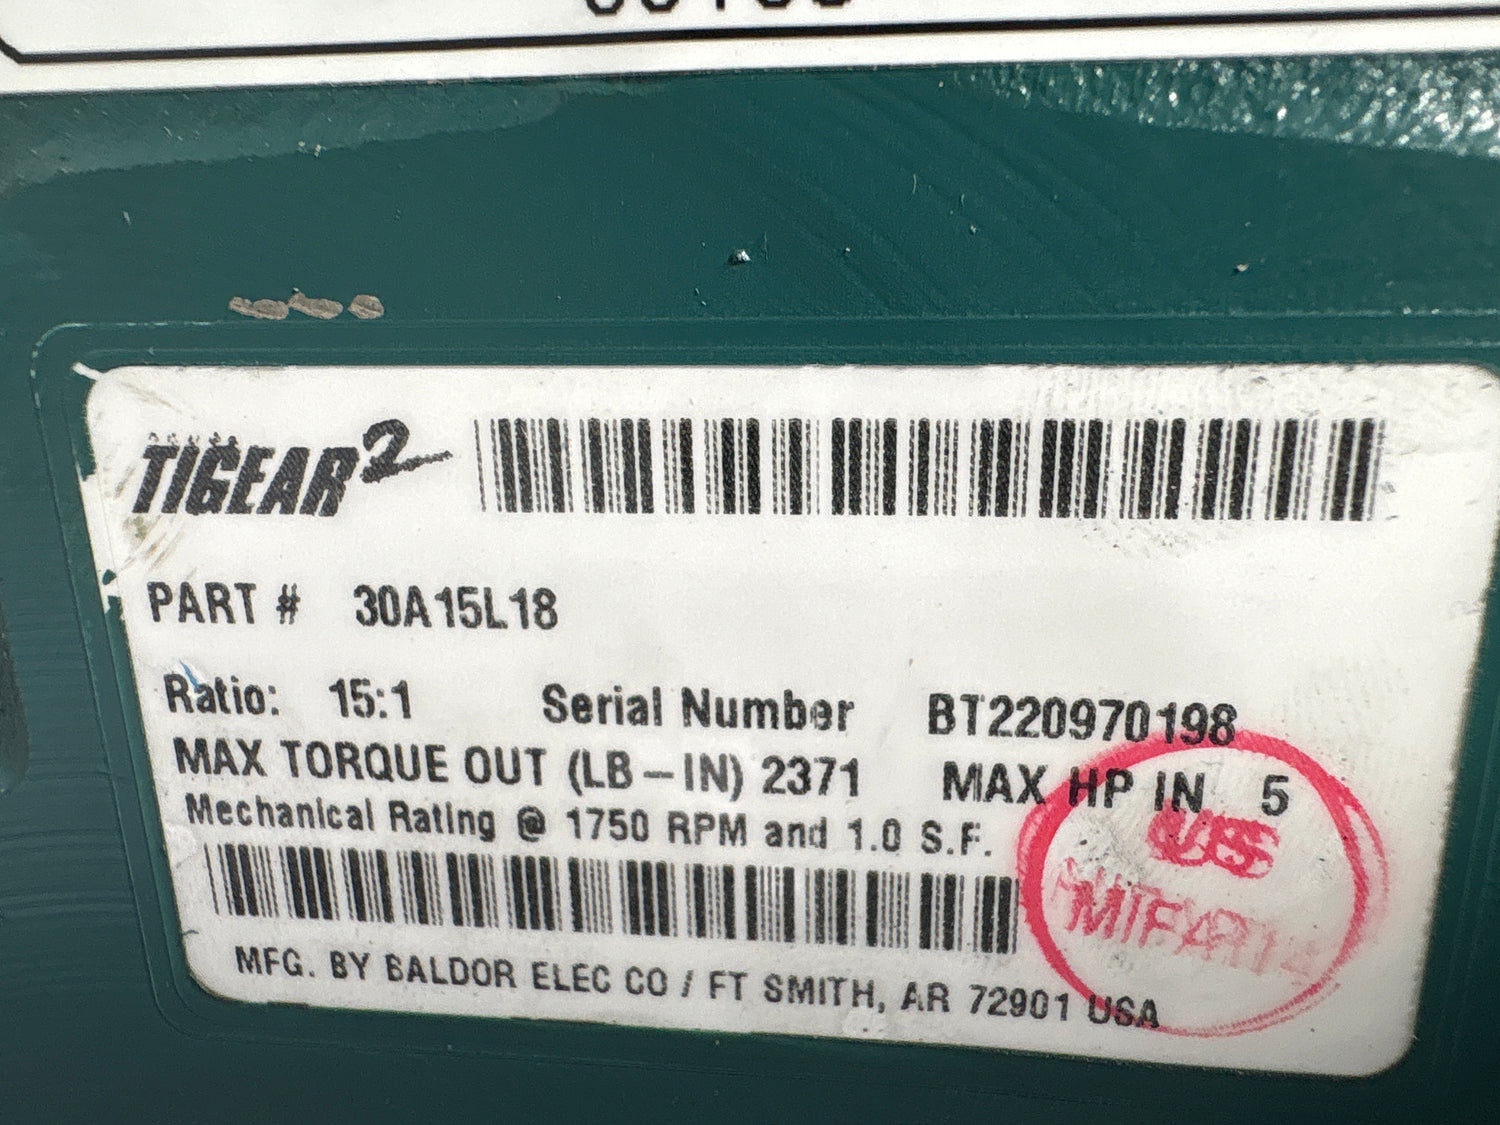 TIGEAR2
PART # 30A15L18
Ratio: 15:1 Serial Number BT220970198
MAX TORQUE OUT (LB-IN) 2371 MAX HP IN 5
Mechanical Rating @ 1750 RPM and 1.0 S.F.
MFG. BY BALDOR ELEC CO / FT SMITH, AR 72901 USA